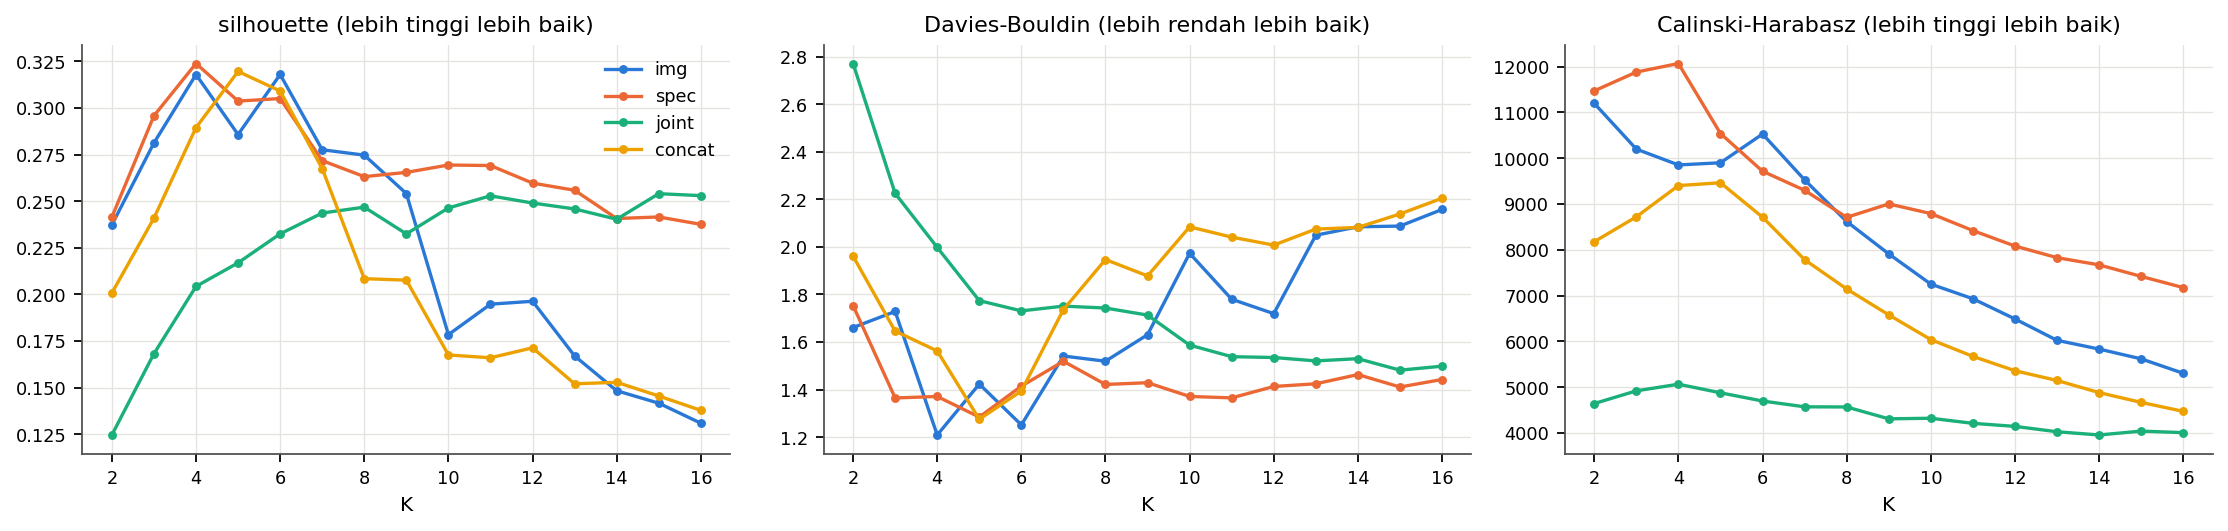 silhouette (lebih tinggi lebih baik)
0.325
0.300
0.275
0.250
0.225
0.200
0.175
0.150
0.125
2 4 6 8 10 12 14 16
K
img
spec
joint
concat
Davies-Bouldin (lebih rendah lebih baik)
2.8
2.6
2.4
2.2
2.0
1.8
1.6
1.4
1.2
2 4 6 8 10 12 14 16
K
Calinski-Harabasz (lebih tinggi lebih baik)
12000
11000
10000
9000
8000
7000
6000
5000
4000
2 4 6 8 10 12 14 16
K